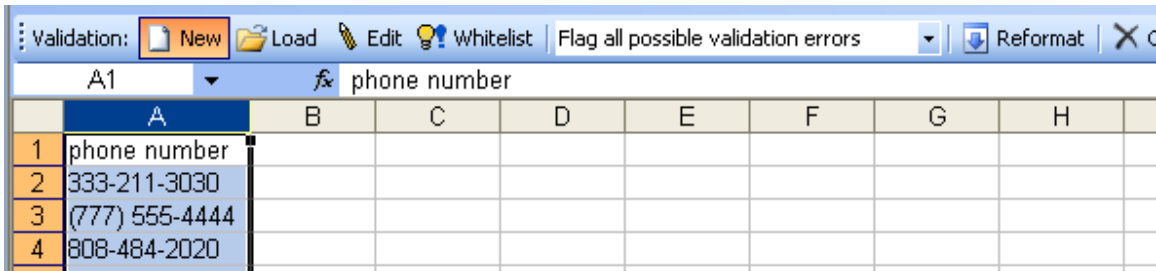 Validation: New Load Edit Whitelist Flag all possible validation errors Reformat
A1 fx phone number
A B C D E F G H
1 phone number
2 333-211-3030
3 (777) 555-4444
4 808-484-2020